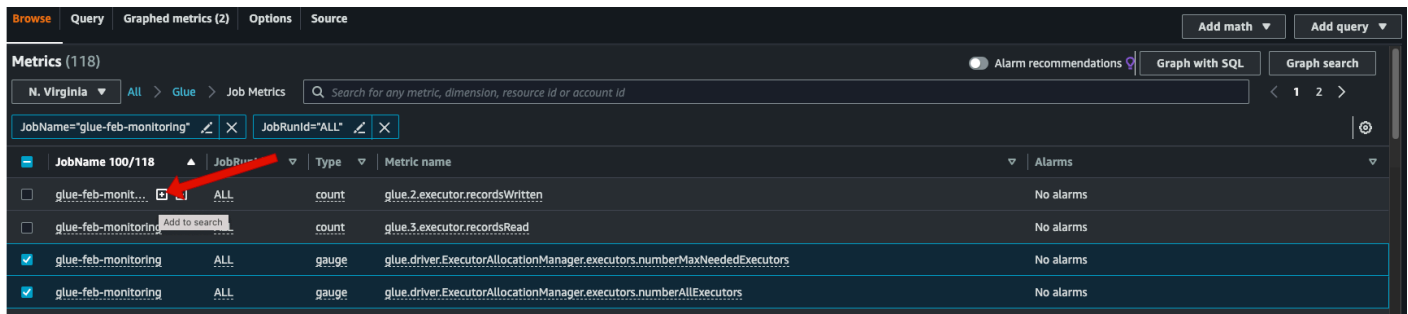 Browse Query Graphed metrics (2) Options Source Add math Add query
Metrics (118) Alarm recommendations Graph with SQL Graph search
N. Virginia All > Glue > Job Metrics Search for any metric, dimension, resource id or account id 1 2
JobName="glue-feb-monitoring" JobRunId="ALL"
JobName 100/118 Type Metric name Alarms
glue-feb-monit... ALL count glue.2.executor.recordsWritten No alarms
Add to search
glue-feb-monitoring count glue.3.executor.recordsRead No alarms
glue-feb-monitoring ALL gauge glue.driver.ExecutorAllocationManager.executors.numberMaxNeededExecutors No alarms
glue-feb-monitoring ALL gauge glue.driver.ExecutorAllocationManager.executors.numberAllExecutors No alarms